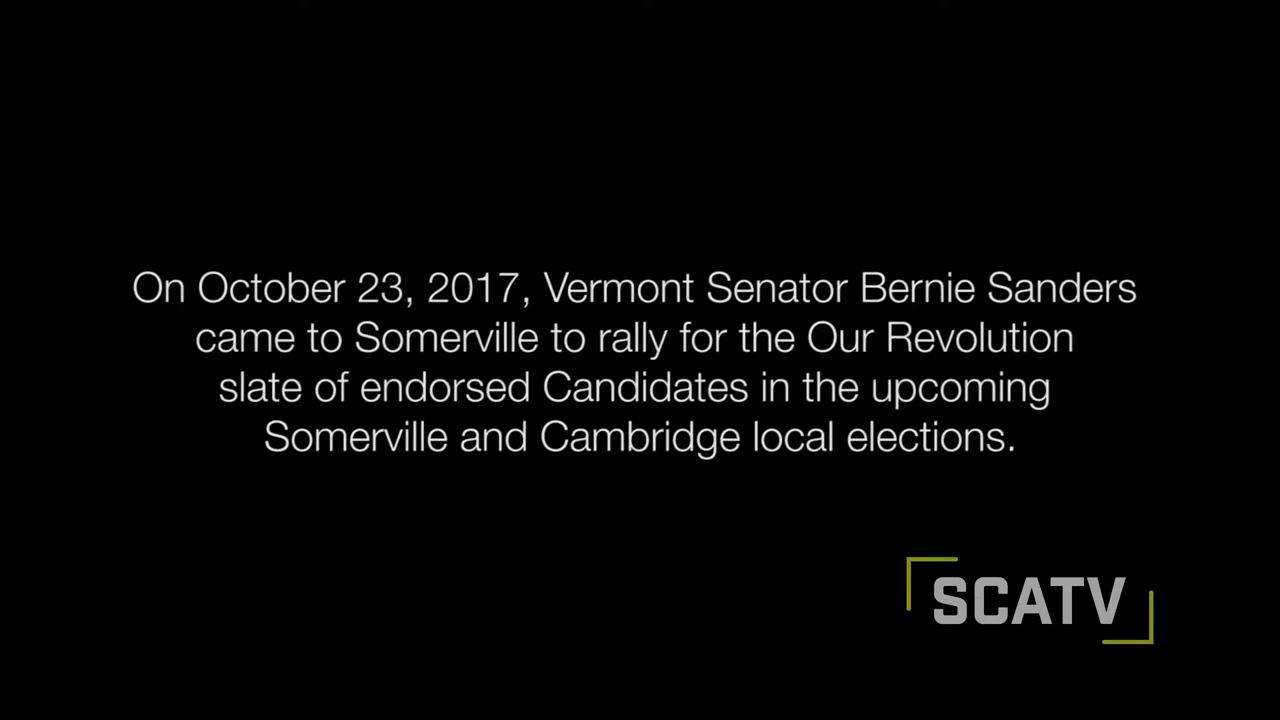 On October 23, 2017, Vermont Senator Bernie Sanders
came to Somerville to rally for the Our Revolution
slate of endorsed Candidates in the upcoming
Somerville and Cambridge local elections.
SCATV